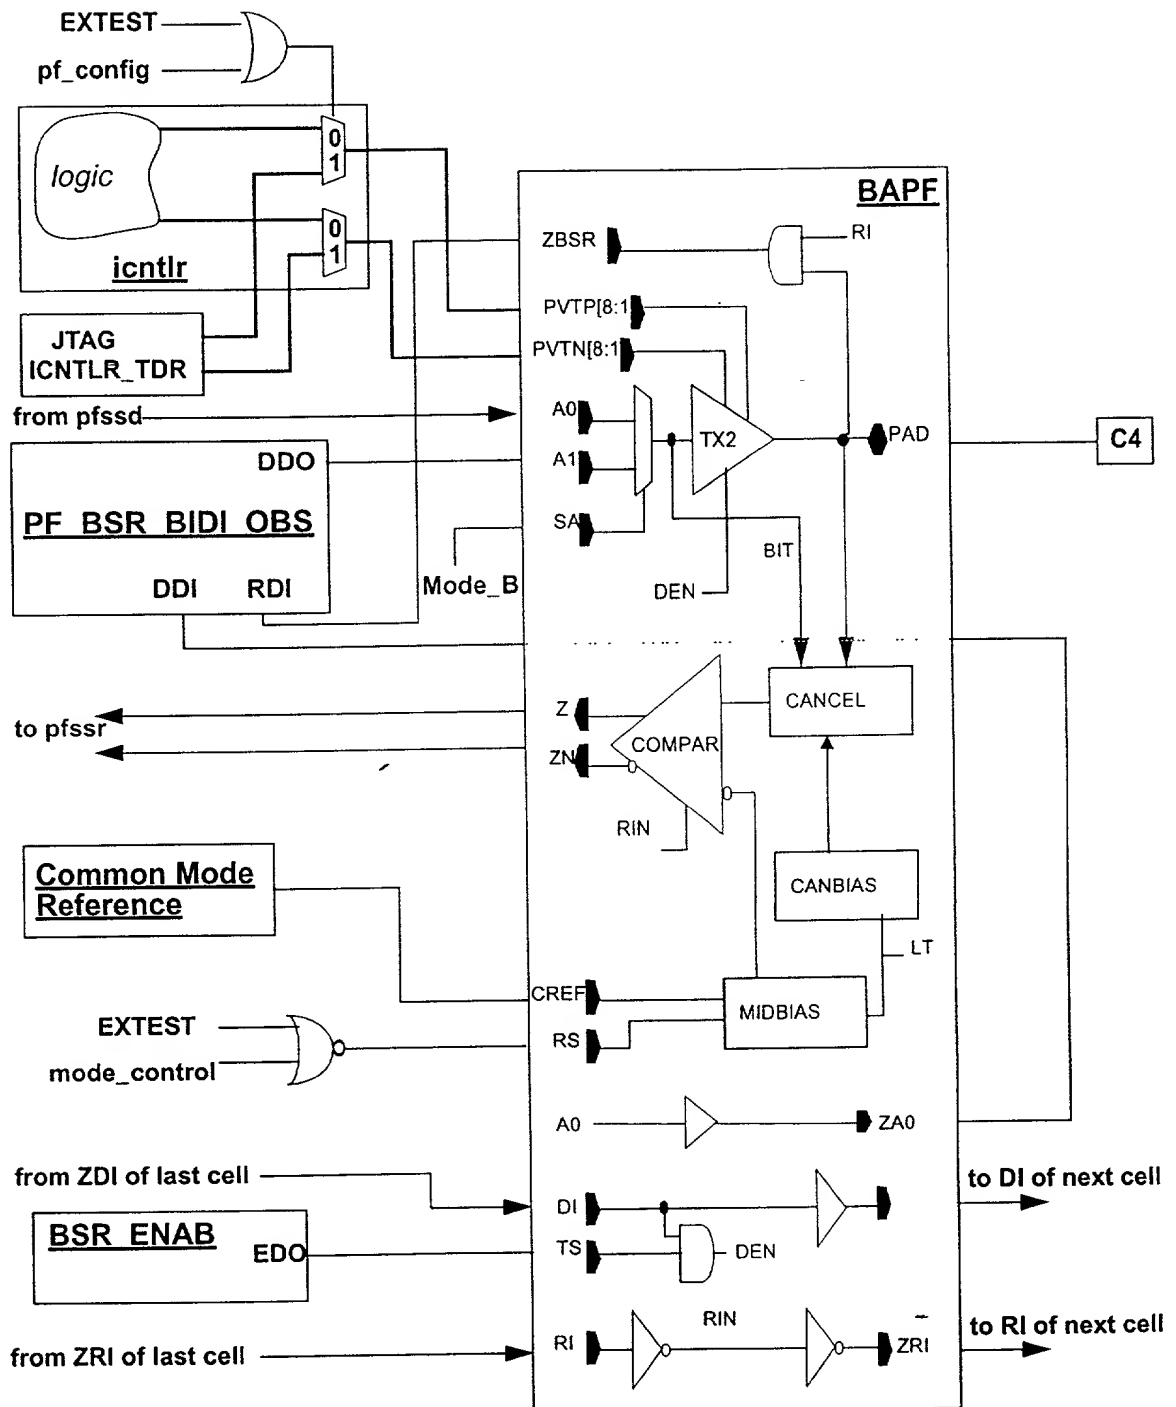 EXTEST
pf_config
logic
0
1
0
1
icntlr
JTAG
ICNTLR_TDR
from pfssd
DDO
PF_BSR_BIDI_OBS
DDI RDI
Mode_B
to pfssr
Common Mode
Reference
EXTEST
mode_control
from ZDI of last cell
BSR_ENAB
EDO
from ZRI of last cell
BAPF
ZBSR
RI
PVTP[8:1
PVTN[8:1
A0
A1
SA
TX2
PAD
BIT
DEN
CANCEL
Z
ZN
COMPAR
RIN
CANBIAS
LT
CREF
MIDBIAS
RS
A0
ZA0
DI
TS
DEN
RI
RIN
ZRI
C4
to DI of next cell
to RI of next cell